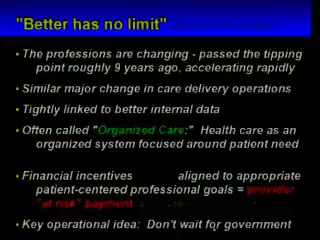 "Better has no limit"
• The professions are changing - passed the tipping
point roughly 9 years ago, accelerating rapidly
• Similar major change in care delivery operations
• Tightly linked to better internal data
• Often called "Organized Care:" Health care as an
organized system focused around patient need
• Financial incentives aligned to appropriate
patient-centered professional goals = provider
"at risk" payment
• Key operational idea: Don't wait for government